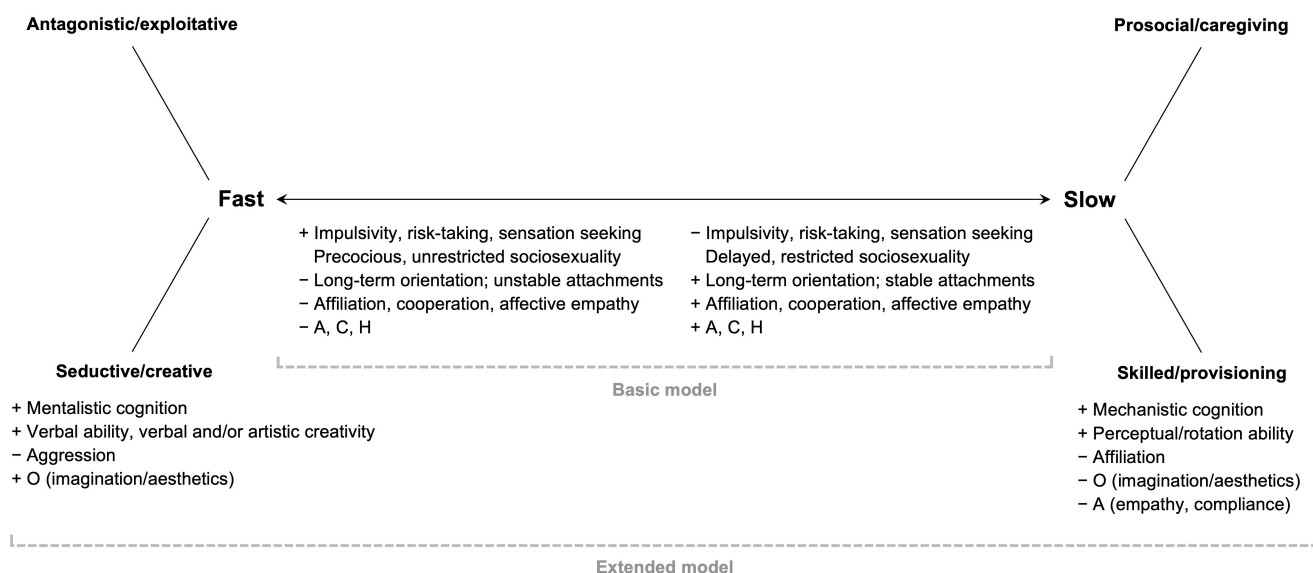 Antagonistic/exploitative
Prosocial/caregiving
Fast
Slow
+ Impulsivity, risk-taking, sensation seeking
Precocious, unrestricted sociosexuality
− Long-term orientation; unstable attachments
− Affiliation, cooperation, affective empathy
− A, C, H
− Impulsivity, risk-taking, sensation seeking
Delayed, restricted sociosexuality
+ Long-term orientation; stable attachments
+ Affiliation, cooperation, affective empathy
+ A, C, H
Basic model
Seductive/creative
+ Mentalistic cognition
+ Verbal ability, verbal and/or artistic creativity
− Aggression
+ O (imagination/aesthetics)
Skilled/provisioning
+ Mechanistic cognition
+ Perceptual/rotation ability
− Affiliation
− O (imagination/aesthetics)
− A (empathy, compliance)
Extended model